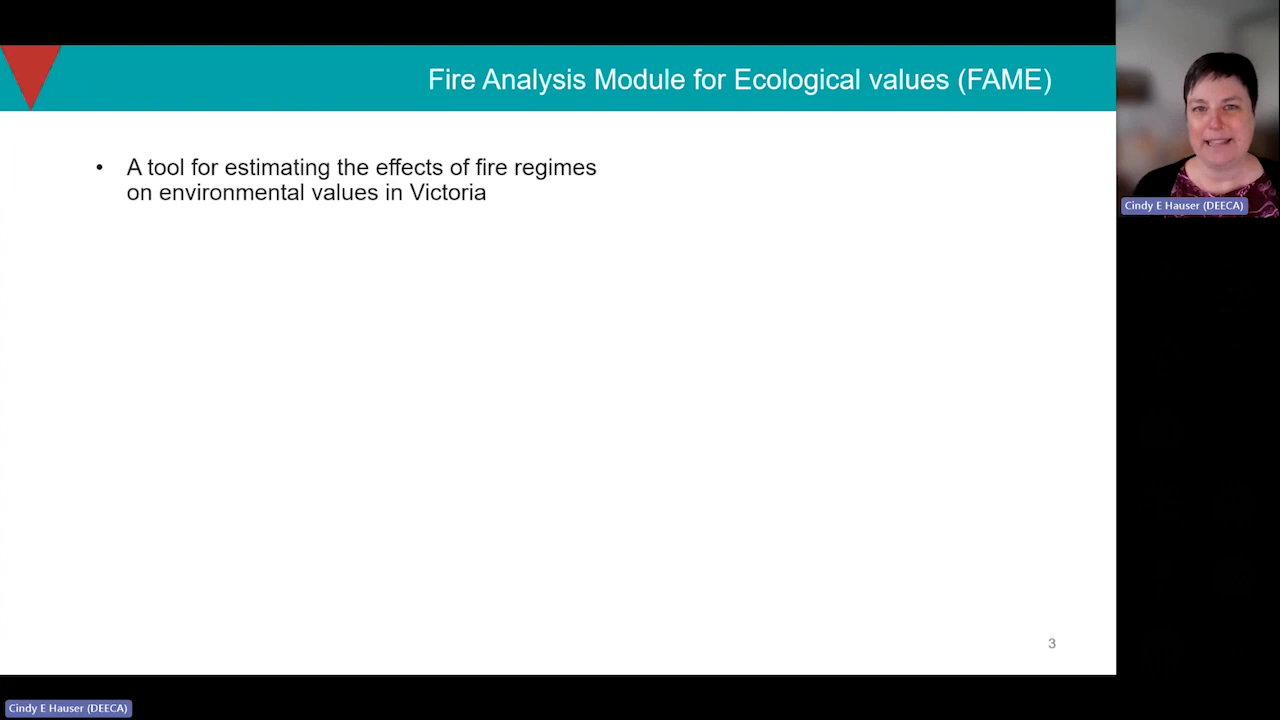 Fire Analysis Module for Ecological values (FAME)
• A tool for estimating the effects of fire regimes
on environmental values in Victoria
Cindy E Hauser (DEECA)
3
Cindy E Hauser (DEECA)